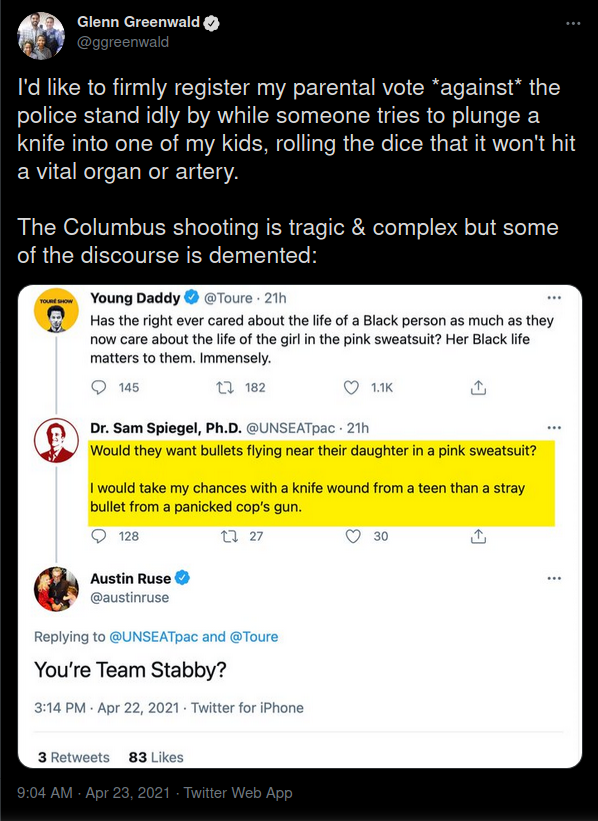 Glenn Greenwald
@ggreenwald
I'd like to firmly register my parental vote *against* the
police stand idly by while someone tries to plunge a
knife into one of my kids, rolling the dice that it won't hit
a vital organ or artery.
The Columbus shooting is tragic & complex but some
of the discourse is demented:
TOURÉ SHOW
Young Daddy @Toure · 21h
Has the right ever cared about the life of a Black person as much as they
now care about the life of the girl in the pink sweatsuit? Her Black life
matters to them. Immensely.
145 182 1.1K
Dr. Sam Spiegel, Ph.D. @UNSEATpac · 21h
Would they want bullets flying near their daughter in a pink sweatsuit?
I would take my chances with a knife wound from a teen than a stray
bullet from a panicked cop's gun.
128 27 30
Austin Ruse
@austinruse
Replying to @UNSEATpac and @Toure
You're Team Stabby?
3:14 PM · Apr 22, 2021 · Twitter for iPhone
3 Retweets 83 Likes
9:04 AM · Apr 23, 2021 · Twitter Web App